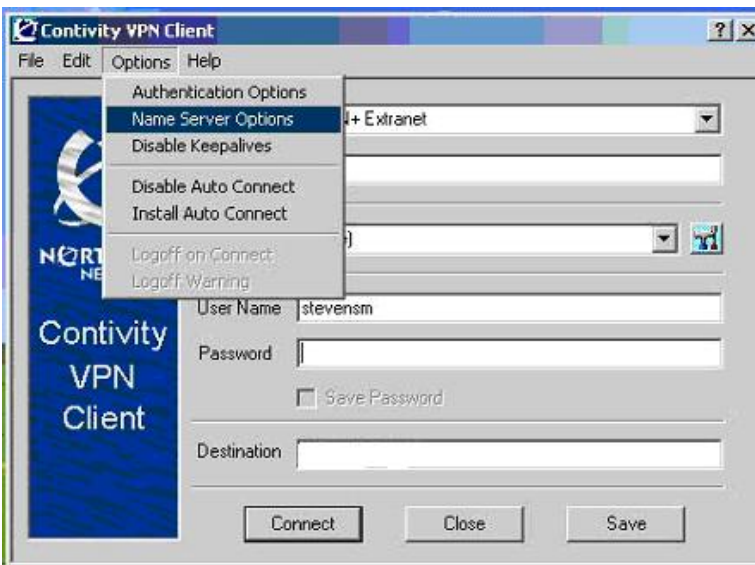 Contivity VPN Client
File Edit Options Help
Authentication Options
Name Server Options
Disable Keepalives
Disable Auto Connect
Install Auto Connect
Logoff on Connect
Logoff Warning
Extranet
Contivity
VPN
Client
User Name stevensm
Password
Save Password
Destination
Connect Close Save